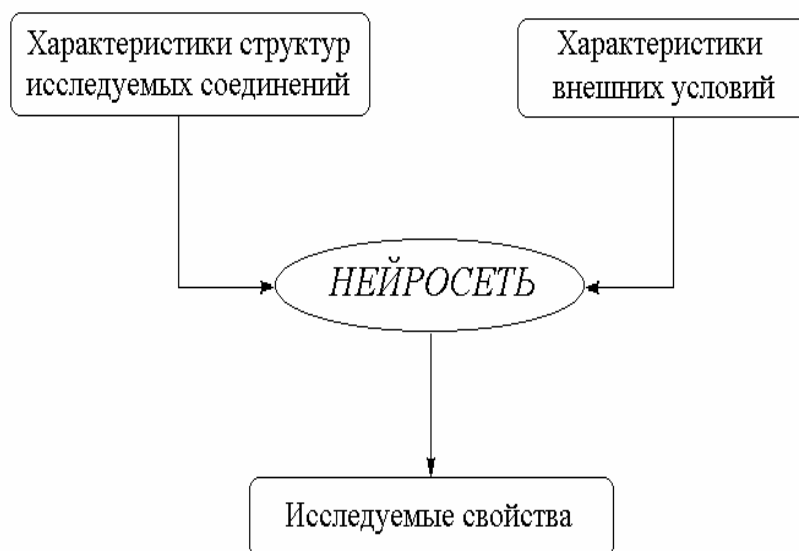 Характеристики структур
исследуемых соединений
Характеристики
внешних условий
НЕЙРОСЕТЬ
Исследуемые свойства